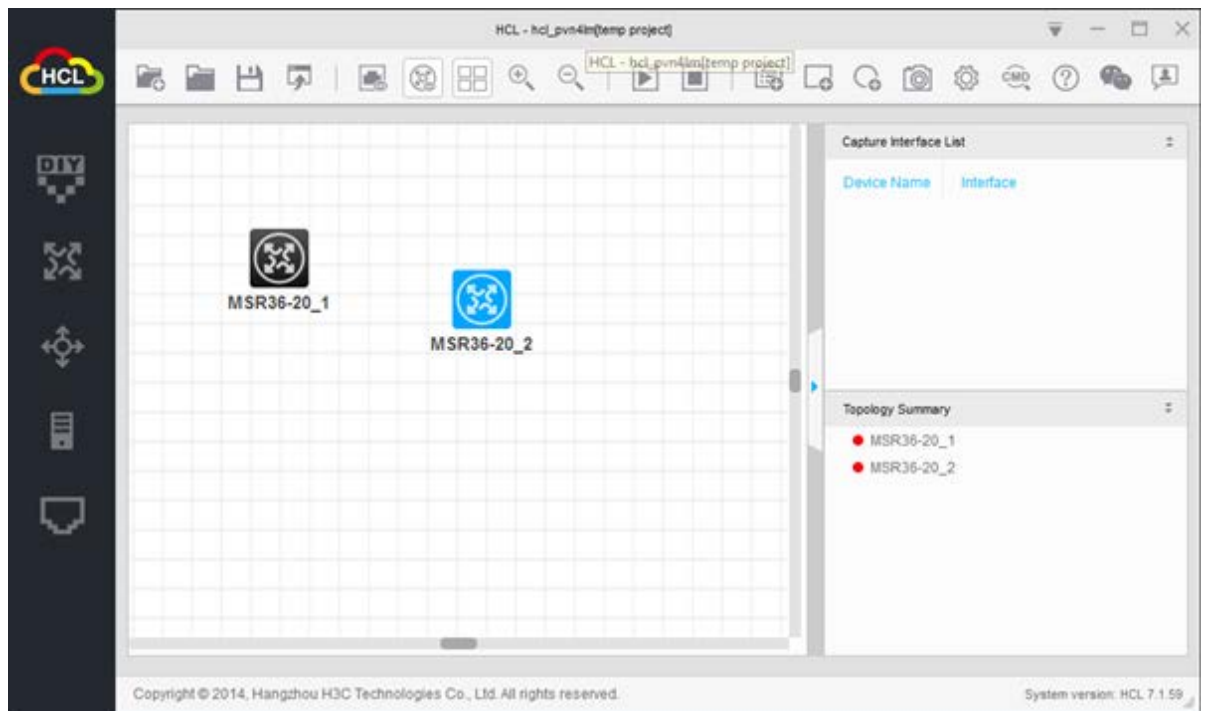 HCL - hcl_pvn4lm[temp project]
HCL
HCL - hcl_pvn4lm[temp project]
CMD
DIY
Capture Interface List
Device Name Interface
MSR36-20_1
MSR36-20_2
Topology Summary
MSR36-20_1
MSR36-20_2
Copyright © 2014, Hangzhou H3C Technologies Co., Ltd. All rights reserved.
System version: HCL 7.1.59